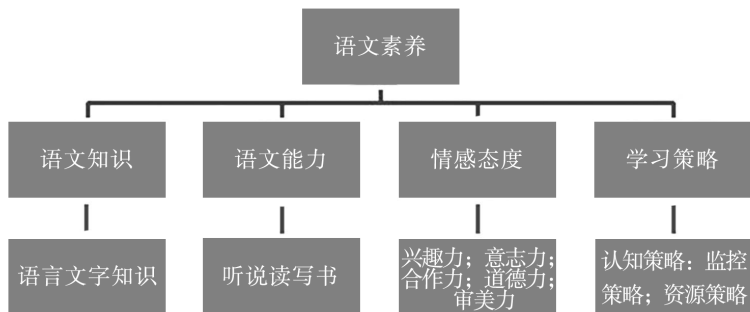 语文素养
语文知识
语文能力
情感态度
学习策略
语言文字知识
听说读写书
兴趣力；意志力；
合作力；道德力；
审美力
认知策略：监控
策略；资源策略